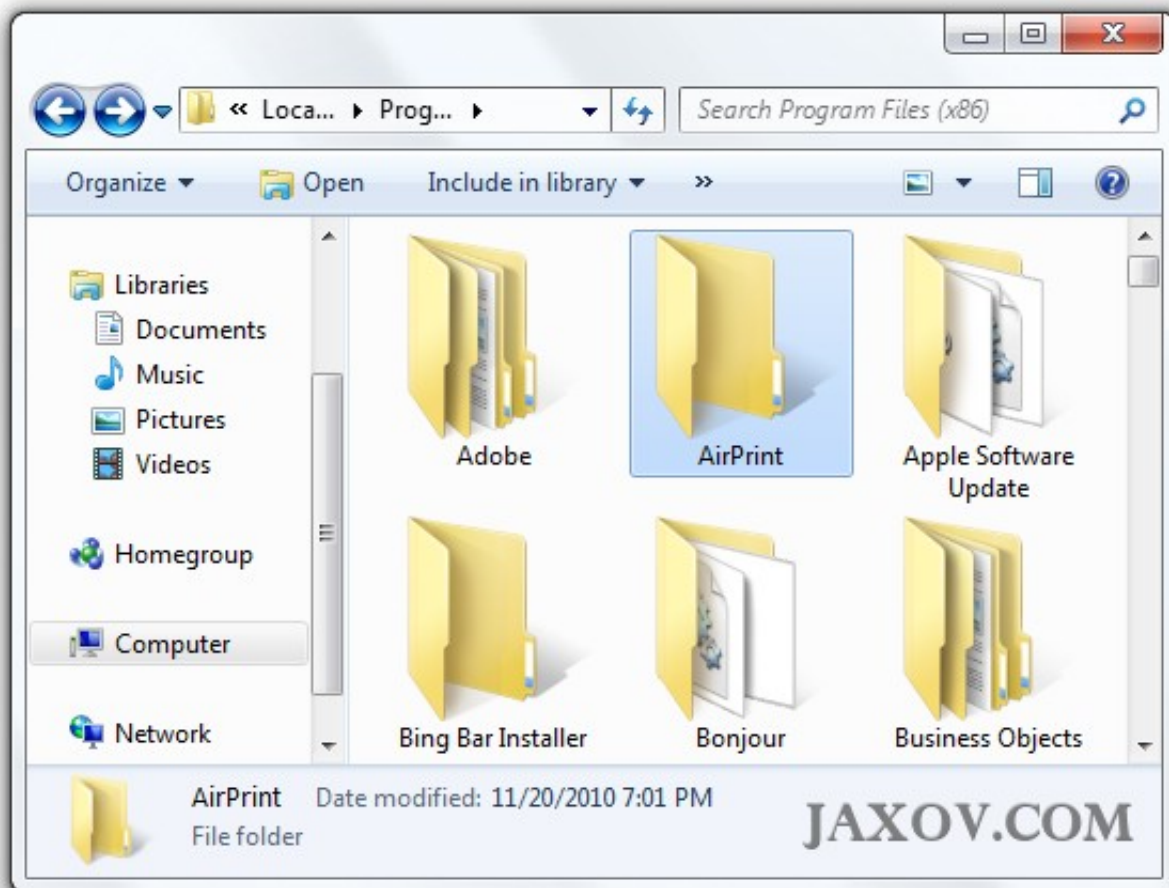 « Loca... Prog...
Search Program Files (x86)
Organize
Open
Include in library
»
Libraries
Documents
Music
Pictures
Videos
Homegroup
Computer
Network
Adobe
AirPrint
Apple Software
Update
Bing Bar Installer
Bonjour
Business Objects
AirPrint Date modified: 11/20/2010 7:01 PM
File folder
JAXOV.COM